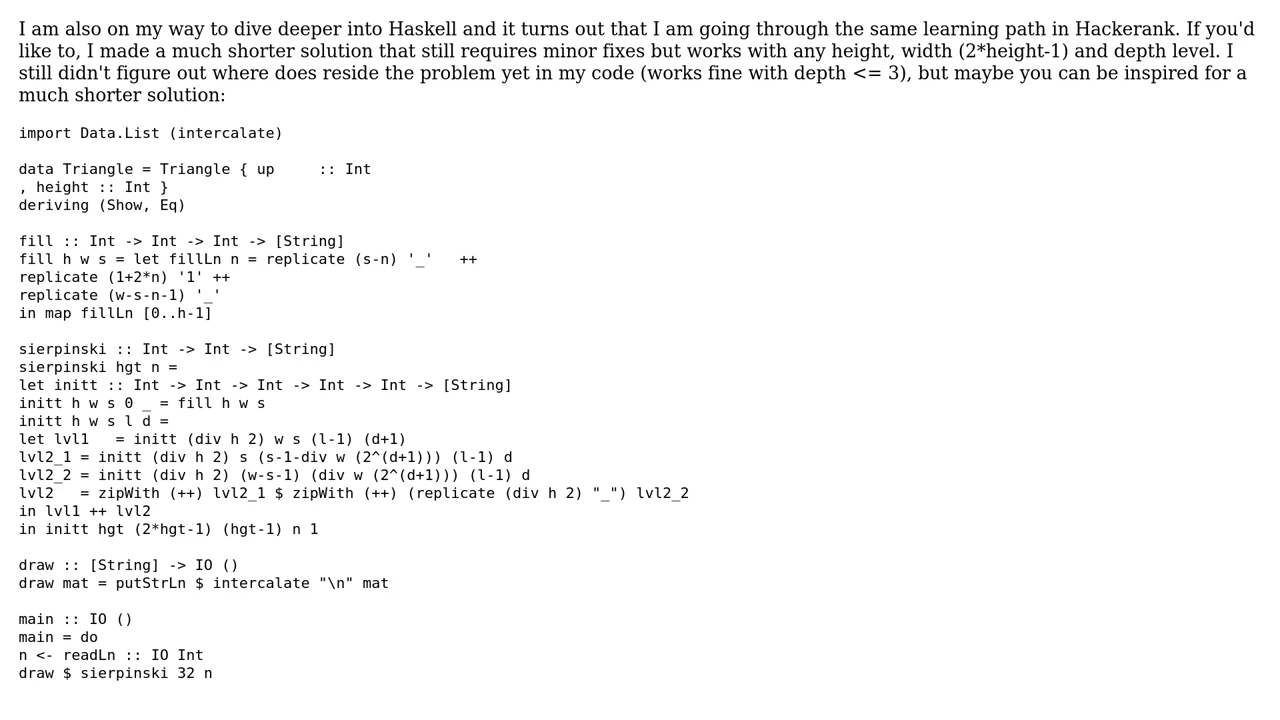 I am also on my way to dive deeper into Haskell and it turns out that I am going through the same learning path in Hackerank. If you'd
like to, I made a much shorter solution that still requires minor fixes but works with any height, width (2*height-1) and depth level. I
still didn't figure out where does reside the problem yet in my code (works fine with depth <= 3), but maybe you can be inspired for a
much shorter solution:
import Data.List (intercalate)
data Triangle = Triangle { up     :: Int
, height :: Int }
deriving (Show, Eq)
fill :: Int -> Int -> Int -> [String]
fill h w s = let fillLn n = replicate (s-n) '_'   ++
replicate (1+2*n) '1' ++
replicate (w-s-n-1) '_'
in map fillLn [0..h-1]
sierpinski :: Int -> Int -> [String]
sierpinski hgt n =
let initt :: Int -> Int -> Int -> Int -> Int -> [String]
initt h w s 0 _ = fill h w s
initt h w s l d =
let lvl1   = initt (div h 2) w s (l-1) (d+1)
lvl2_1 = initt (div h 2) s (s-1-div w (2^(d+1))) (l-1) d
lvl2_2 = initt (div h 2) (w-s-1) (div w (2^(d+1))) (l-1) d
lvl2   = zipWith (++) lvl2_1 $ zipWith (++) (replicate (div h 2) "_") lvl2_2
in lvl1 ++ lvl2
in initt hgt (2*hgt-1) (hgt-1) n 1
draw :: [String] -> IO ()
draw mat = putStrLn $ intercalate "\n" mat
main :: IO ()
main = do
n <- readLn :: IO Int
draw $ sierpinski 32 n